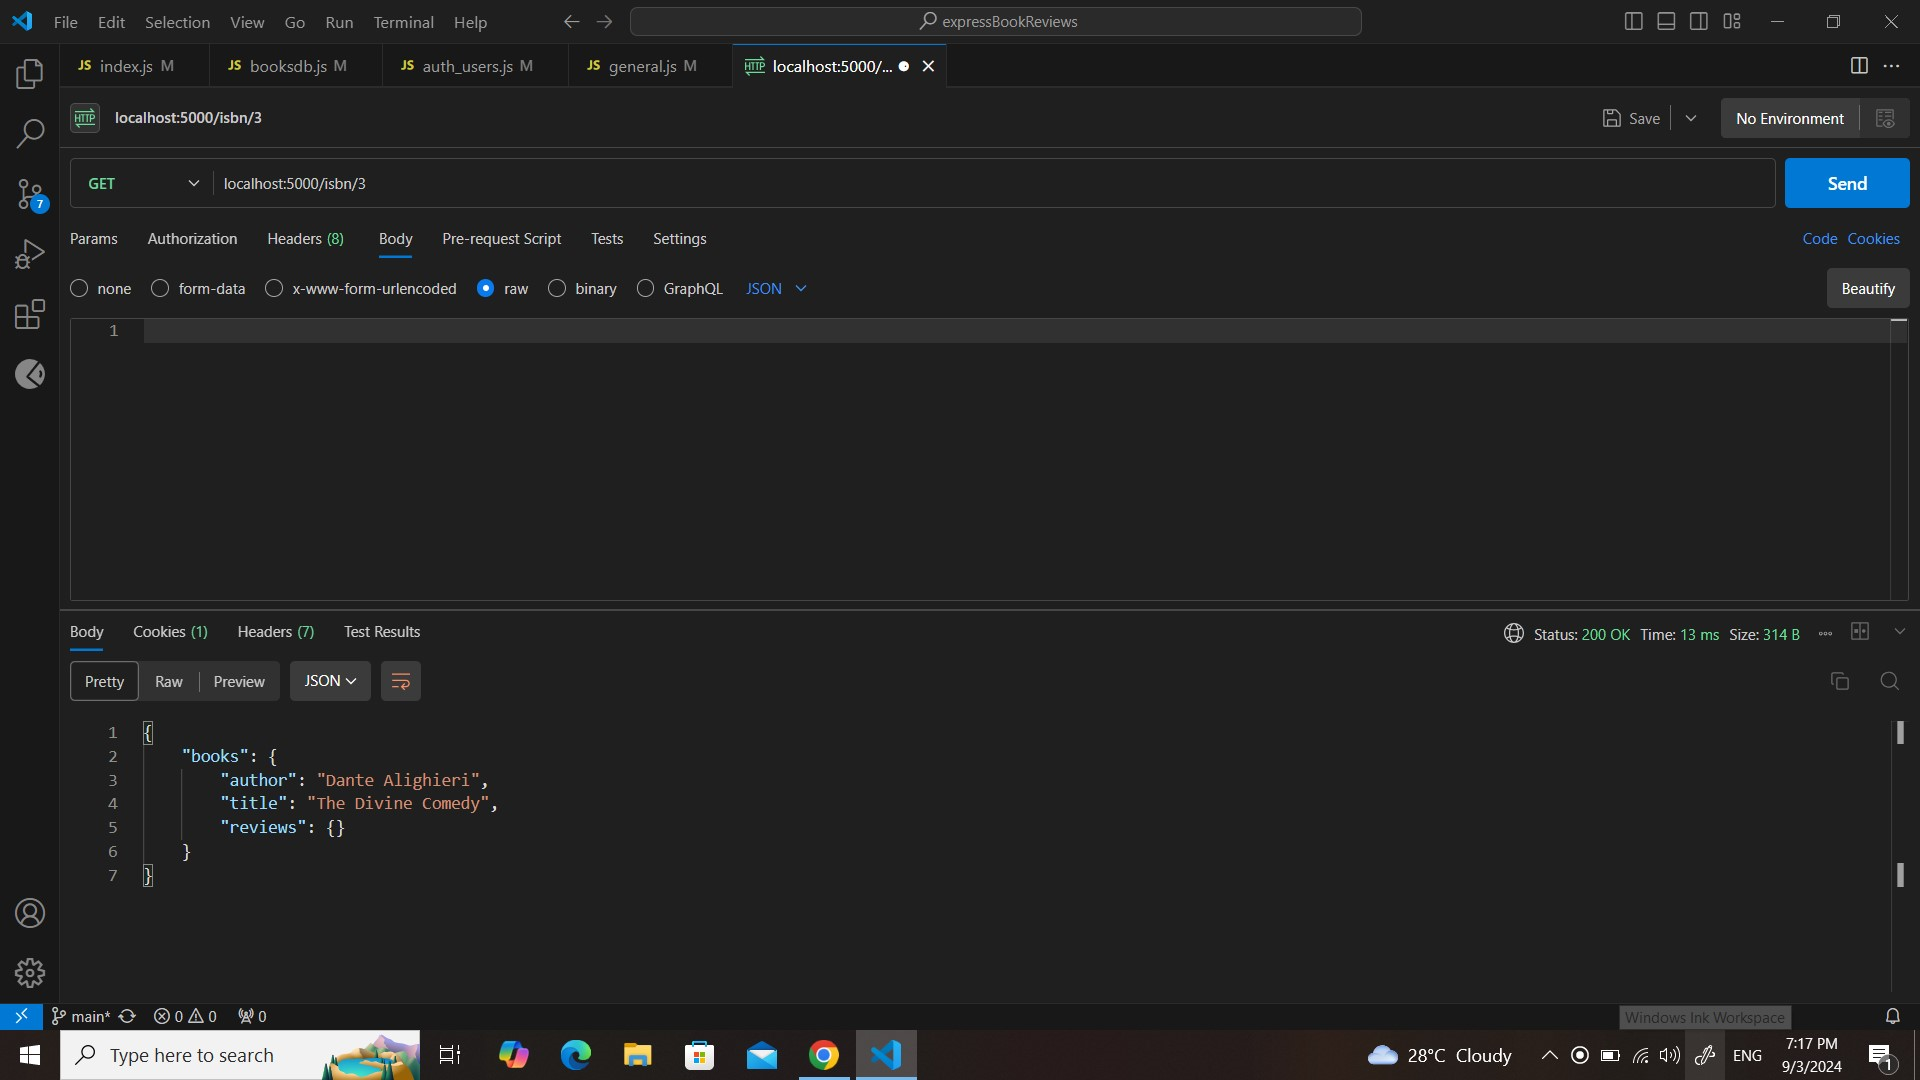 File Edit Selection View Go Run Terminal Help
expressBookReviews
JS index.js M
JS booksdb.js M
JS auth_users.js M
JS general.js M
HTTP localhost:5000/...
HTTP localhost:5000/isbn/3
Save
No Environment
GET localhost:5000/isbn/3
Send
Params Authorization Headers (8) Body Pre-request Script Tests Settings
Code Cookies
7
none form-data x-www-form-urlencoded raw binary GraphQL JSON
Beautify
1
Body Cookies (1) Headers (7) Test Results
Status: 200 OK Time: 13 ms Size: 314 B
Pretty Raw Preview JSON
1 {
2 "books": {
3 "author": "Dante Alighieri",
4 "title": "The Divine Comedy",
5 "reviews": {}
6 }
7 }
main* 0 0 0
Windows Ink Workspace
Type here to search
28°C Cloudy
ENG
7:17 PM
9/3/2024
1